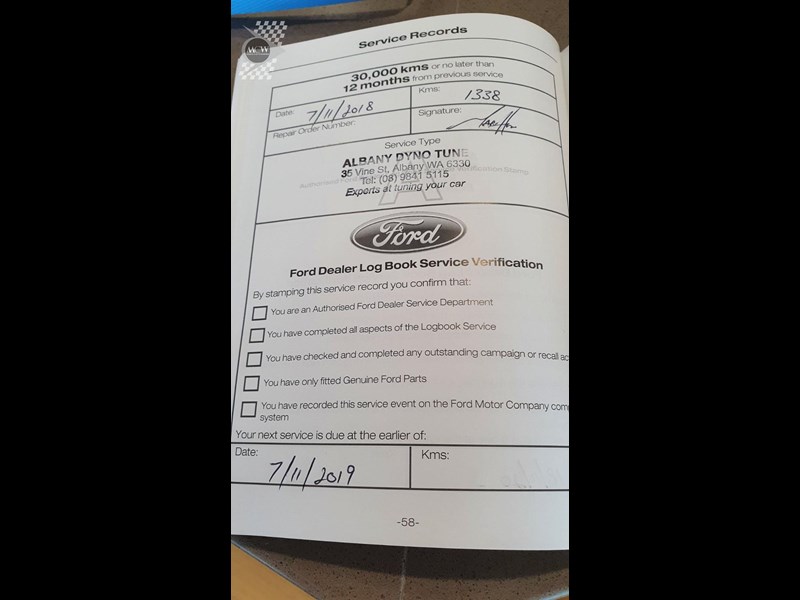 MCW
Service Records
30,000 kms or no later than
12 months from previous service
Date: 7/11/2018
Kms: 1338
Repair Order Number:
Signature:
Service Type
ALBANY DYNO TUNE
35 Vine St, Albany WA 6330
Tel: (08) 9841 5115
Experts at tuning your car
Verification Stamp
Ford
Ford Dealer Log Book Service Verification
By stamping this service record you confirm that:
You are an Authorised Ford Dealer Service Department
You have completed all aspects of the Logbook Service
You have checked and completed any outstanding campaign or recall ac
You have only fitted Genuine Ford Parts
You have recorded this service event on the Ford Motor Company com
system
Your next service is due at the earlier of:
Date: 7/11/2019
Kms:
-58-